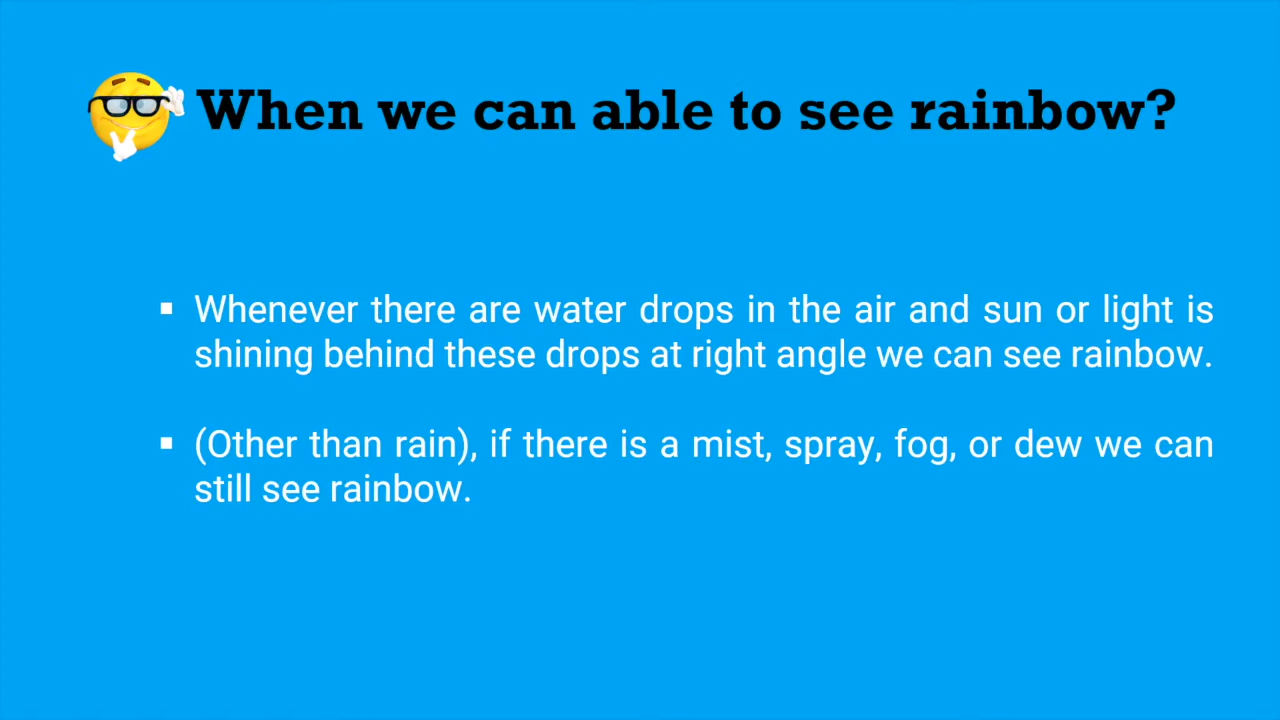 When we can able to see rainbow?
▪ Whenever there are water drops in the air and sun or light is
shining behind these drops at right angle we can see rainbow.
▪ (Other than rain), if there is a mist, spray, fog, or dew we can
still see rainbow.